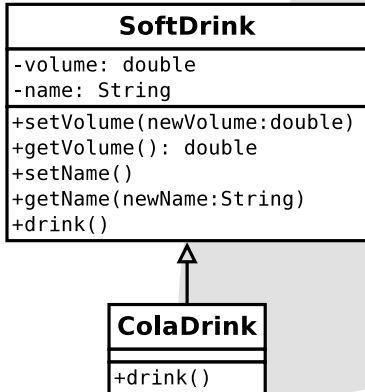 SoftDrink
-volume: double
-name: String
+setVolume(newVolume:double)
+getVolume(): double
+setName()
+getName(newName:String)
+drink()
ColaDrink
+drink()